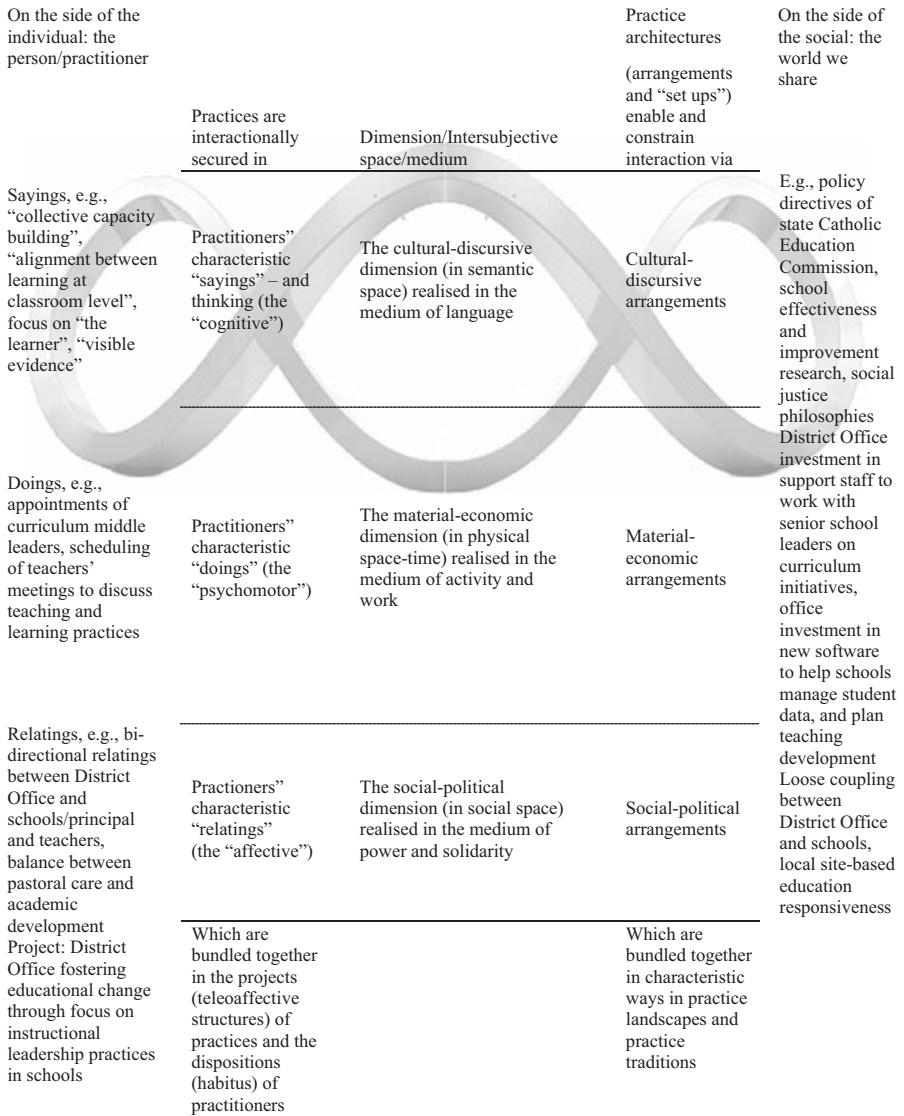 On the side of the
individual: the
person/practitioner
Practices are
interactionally
secured in
Dimension/Intersubjective
space/medium
Practice
architectures
(arrangements
and “set ups”)
enable and
constrain
interaction via
On the side of
the social: the
world we
share
Sayings, e.g.,
“collective capacity
building”,
“alignment between
learning at
classroom level”,
focus on “the
learner”, “visible
evidence”
Practitioners”
characteristic
“sayings” – and
thinking (the
“cognitive”)
The cultural-discursive
dimension (in semantic
space) realised in the
medium of language
Cultural-
discursive
arrangements
E.g., policy
directives of
state Catholic
Education
Commission,
school
effectiveness
and
improvement
research, social
justice
philosophies
District Office
investment in
support staff to
work with
senior school
leaders on
curriculum
initiatives,
office
investment in
new software
to help schools
manage student
data, and plan
teaching
development
Loose coupling
between
District Office
and schools,
local site-based
education
responsiveness
Doings, e.g.,
appointments of
curriculum middle
leaders, scheduling
of teachers’
meetings to discuss
teaching and
learning practices
Practitioners”
characteristic
“doings” (the
“psychomotor”)
The material-economic
dimension (in physical
space-time) realised in the
medium of activity and
work
Material-
economic
arrangements
Relatings, e.g., bi-
directional relatings
between District
Office and
schools/principal
and teachers,
balance between
pastoral care and
academic
development
Project: District
Office fostering
educational change
through focus on
instructional
leadership practices
in schools
Practioners”
characteristic
“relatings”
(the “affective”)
The social-political
dimension (in social space)
realised in the medium of
power and solidarity
Social-political
arrangements
Which are
bundled together
in the projects
(teleoaffective
structures) of
practices and the
dispositions
(habitus) of
practitioners
Which are
bundled together
in characteristic
ways in practice
landscapes and
practice
traditions